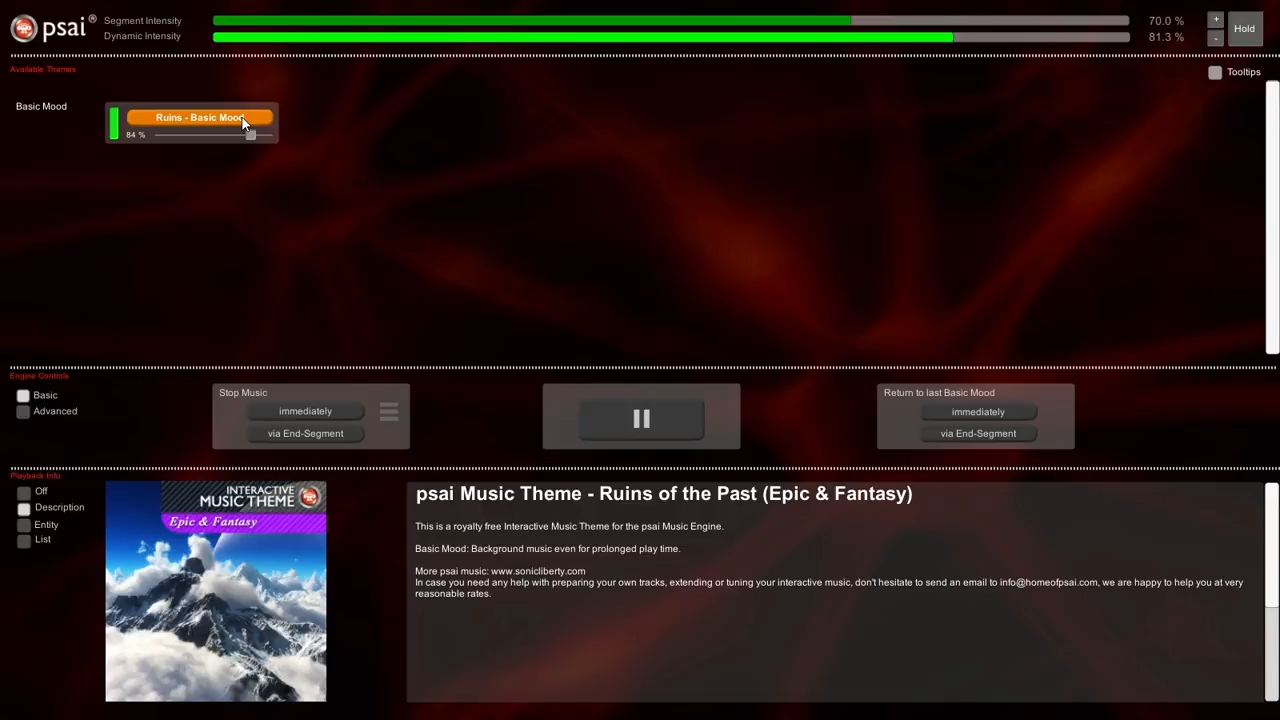 psai®
Segment Intensity
70.0 %
Dynamic Intensity
81.3 %
+
-
Hold
Available Themes
Tooltips
Basic Mood
Ruins - Basic Mood
84 %
Engine Controls
Basic
Advanced
Stop Music
immediately
via End-Segment
Return to last Basic Mood
immediately
via End-Segment
Playback Info
Off
Description
Entity
List
INTERACTIVE
MUSIC THEME
Epic & Fantasy
psai Music Theme - Ruins of the Past (Epic & Fantasy)
This is a royalty free Interactive Music Theme for the psai Music Engine.
Basic Mood: Background music even for prolonged play time.
More psai music: www.sonicliberty.com
In case you need any help with preparing your own tracks, extending or tuning your interactive music, don't hesitate to send an email to info@homeofpsai.com, we are happy to help you at very
reasonable rates.